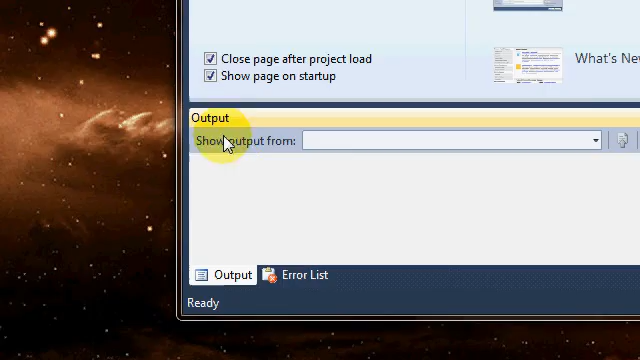 Close page after project load
Show page on startup
What's New
Output
Show output from:
Output
Error List
Ready